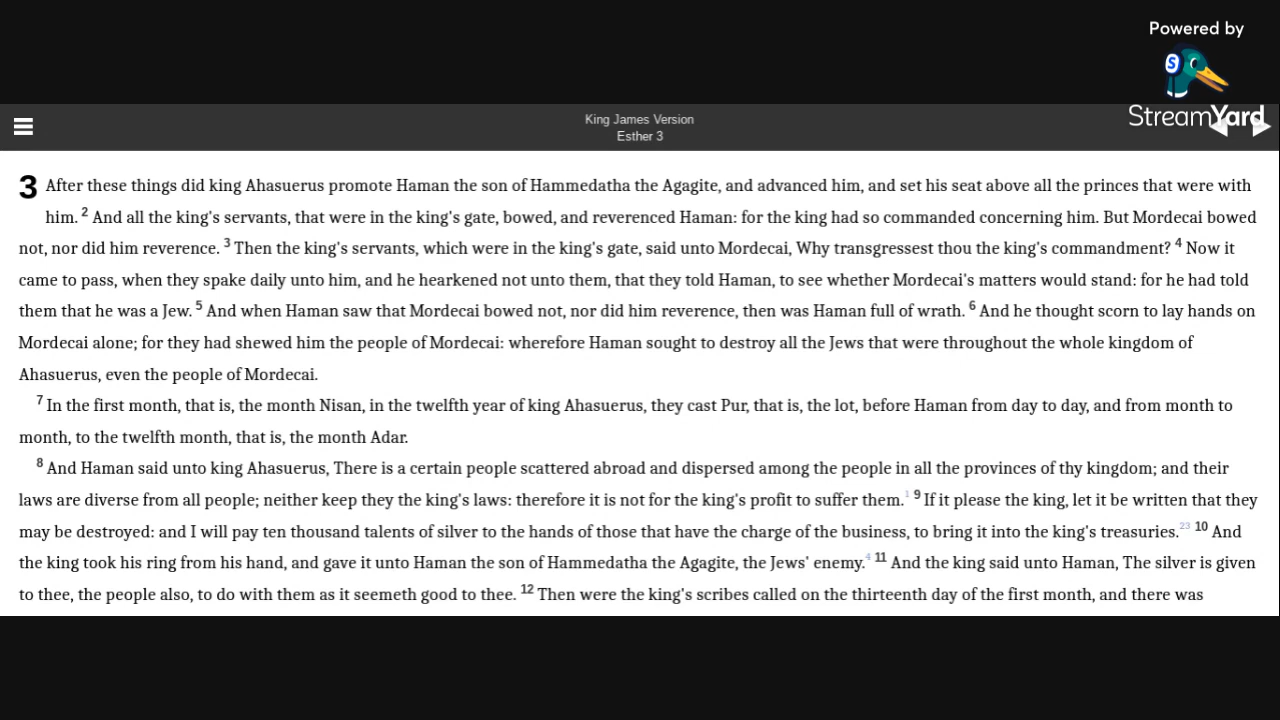 Powered by
S
StreamYard
King James Version
Esther 3
3 After these things did king Ahasuerus promote Haman the son of Hammedatha the Agagite, and advanced him, and set his seat above all the princes that were with
him. 2 And all the king's servants, that were in the king's gate, bowed, and reverenced Haman: for the king had so commanded concerning him. But Mordecai bowed
not, nor did him reverence. 3 Then the king's servants, which were in the king's gate, said unto Mordecai, Why transgressest thou the king's commandment? 4 Now it
came to pass, when they spake daily unto him, and he hearkened not unto them, that they told Haman, to see whether Mordecai's matters would stand: for he had told
them that he was a Jew. 5 And when Haman saw that Mordecai bowed not, nor did him reverence, then was Haman full of wrath. 6 And he thought scorn to lay hands on
Mordecai alone; for they had shewed him the people of Mordecai: wherefore Haman sought to destroy all the Jews that were throughout the whole kingdom of
Ahasuerus, even the people of Mordecai.
7 In the first month, that is, the month Nisan, in the twelfth year of king Ahasuerus, they cast Pur, that is, the lot, before Haman from day to day, and from month to
month, to the twelfth month, that is, the month Adar.
8 And Haman said unto king Ahasuerus, There is a certain people scattered abroad and dispersed among the people in all the provinces of thy kingdom; and their
laws are diverse from all people; neither keep they the king's laws: therefore it is not for the king's profit to suffer them.1 9 If it please the king, let it be written that they
may be destroyed: and I will pay ten thousand talents of silver to the hands of those that have the charge of the business, to bring it into the king's treasuries.23 10 And
the king took his ring from his hand, and gave it unto Haman the son of Hammedatha the Agagite, the Jews' enemy.4 11 And the king said unto Haman, The silver is given
to thee, the people also, to do with them as it seemeth good to thee. 12 Then were the king's scribes called on the thirteenth day of the first month, and there was